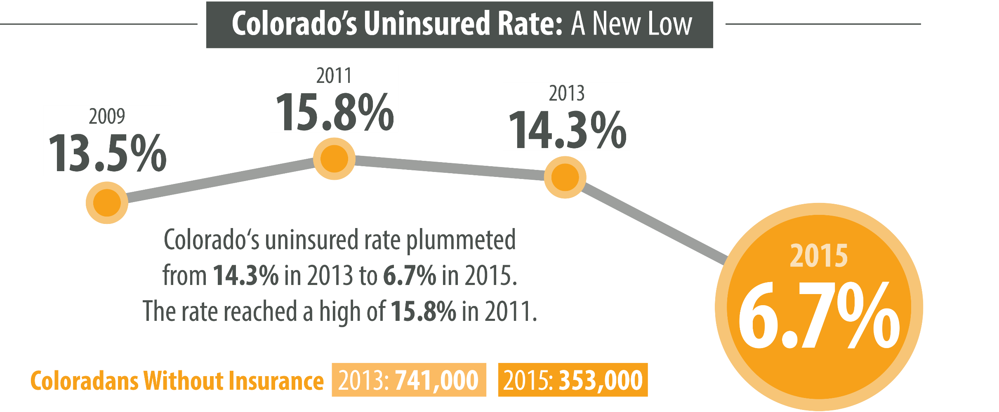 Colorado’s Uninsured Rate: A New Low
2009
13.5%
2011
15.8%
2013
14.3%
2015
6.7%
Colorado‘s uninsured rate plummeted
from 14.3% in 2013 to 6.7% in 2015.
The rate reached a high of 15.8% in 2011.
Coloradans Without Insurance 2013: 741,000 2015: 353,000